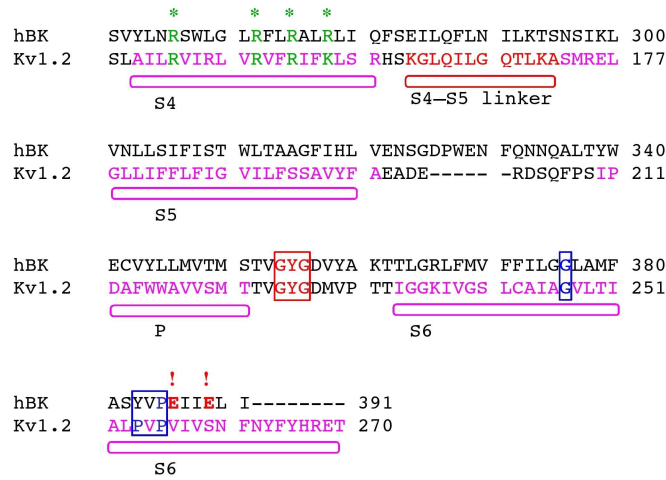 * * * *
hBK SVYLNRSWLG LRFLRALRLI QFSEILQFLN ILKTSNSIKL 300
Kv1.2 SLAILRVIRL VRVFRIFKLS RHSKGLQILG QTLKASMREL 177
S4 S4–S5 linker
hBK VNLLSIFIST WLTAAGFIHL VENSGDPWEN FQNNQALTYW 340
Kv1.2 GLLIFFLFIG VILFSSAVYF AEADE----- -RDSQFPSIP 211
S5
hBK ECVYLLMVTM STVGYGDVYA KTTLGRLFMV FFILGGLAMF 380
Kv1.2 DAFWWAVVSM TTVGYGDMVP TTIGGKIVGS LCAIAGVLTI 251
P S6
! !
hBK ASYVPEIIEL I-------- 391
Kv1.2 ALPVPVIVSN FNYFYHRET 270
S6